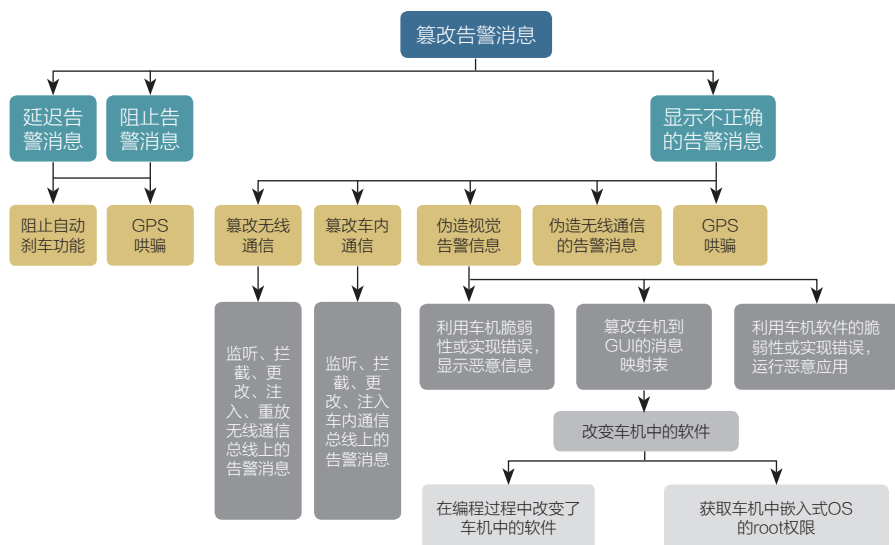 篡改告警消息
延迟告
警消息
阻止告
警消息
显示不正确
的告警消息
阻止自动
刹车功能
GPS
哄骗
篡改无线
通信
篡改车内
通信
伪造视觉
告警信息
伪造无线通信
的告警消息
GPS
哄骗
监听、拦
截、更
改、注
入、重放
无线通信
总线上的
告警消息
监听、拦
截、更
改、注入
车内通信
总线上的
告警消息
利用车机脆弱
性或实现错误，
显示恶意信息
篡改车机到
GUI的消息
映射表
利用车机软件的脆
弱性或实现错误，
运行恶意应用
改变车机中的软件
在编程过程中改变了
车机中的软件
获取车机中嵌入式OS
的root权限